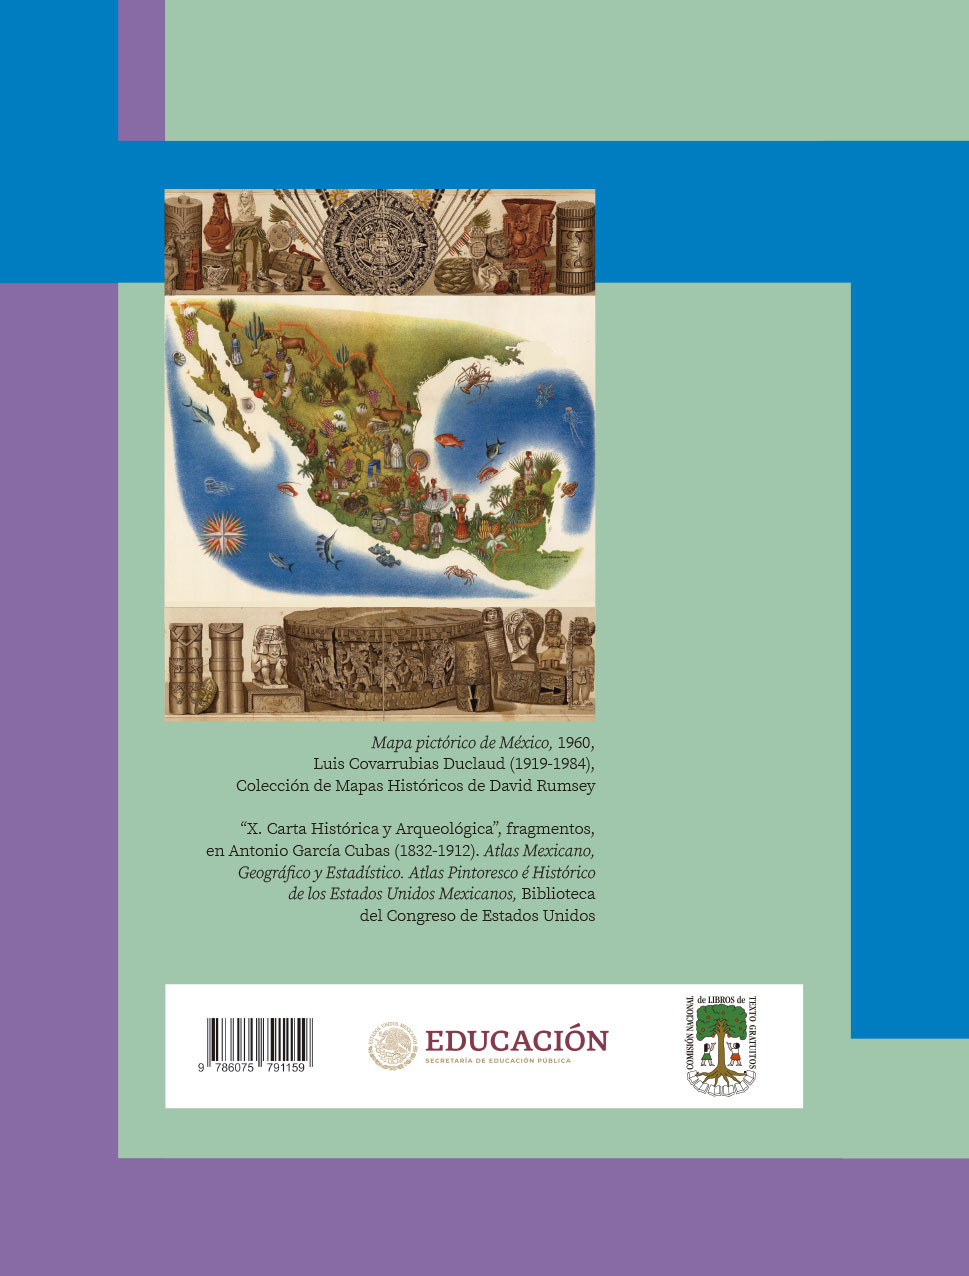 Mapa pictórico de México, 1960,
Luis Covarrubias Duclaud (1919-1984),
Colección de Mapas Históricos de David Rumsey
“X. Carta Histórica y Arqueológica”, fragmentos,
en Antonio García Cubas (1832-1912). Atlas Mexicano,
Geográfico y Estadístico. Atlas Pintoresco é Histórico
de los Estados Unidos Mexicanos, Biblioteca
del Congreso de Estados Unidos
9 786075 791159
ESTADOS UNIDOS MEXICANOS
EDUCACIÓN
SECRETARÍA DE EDUCACIÓN PÚBLICA
COMISIÓN NACIONAL de LIBROS de TEXTO GRATUITOS